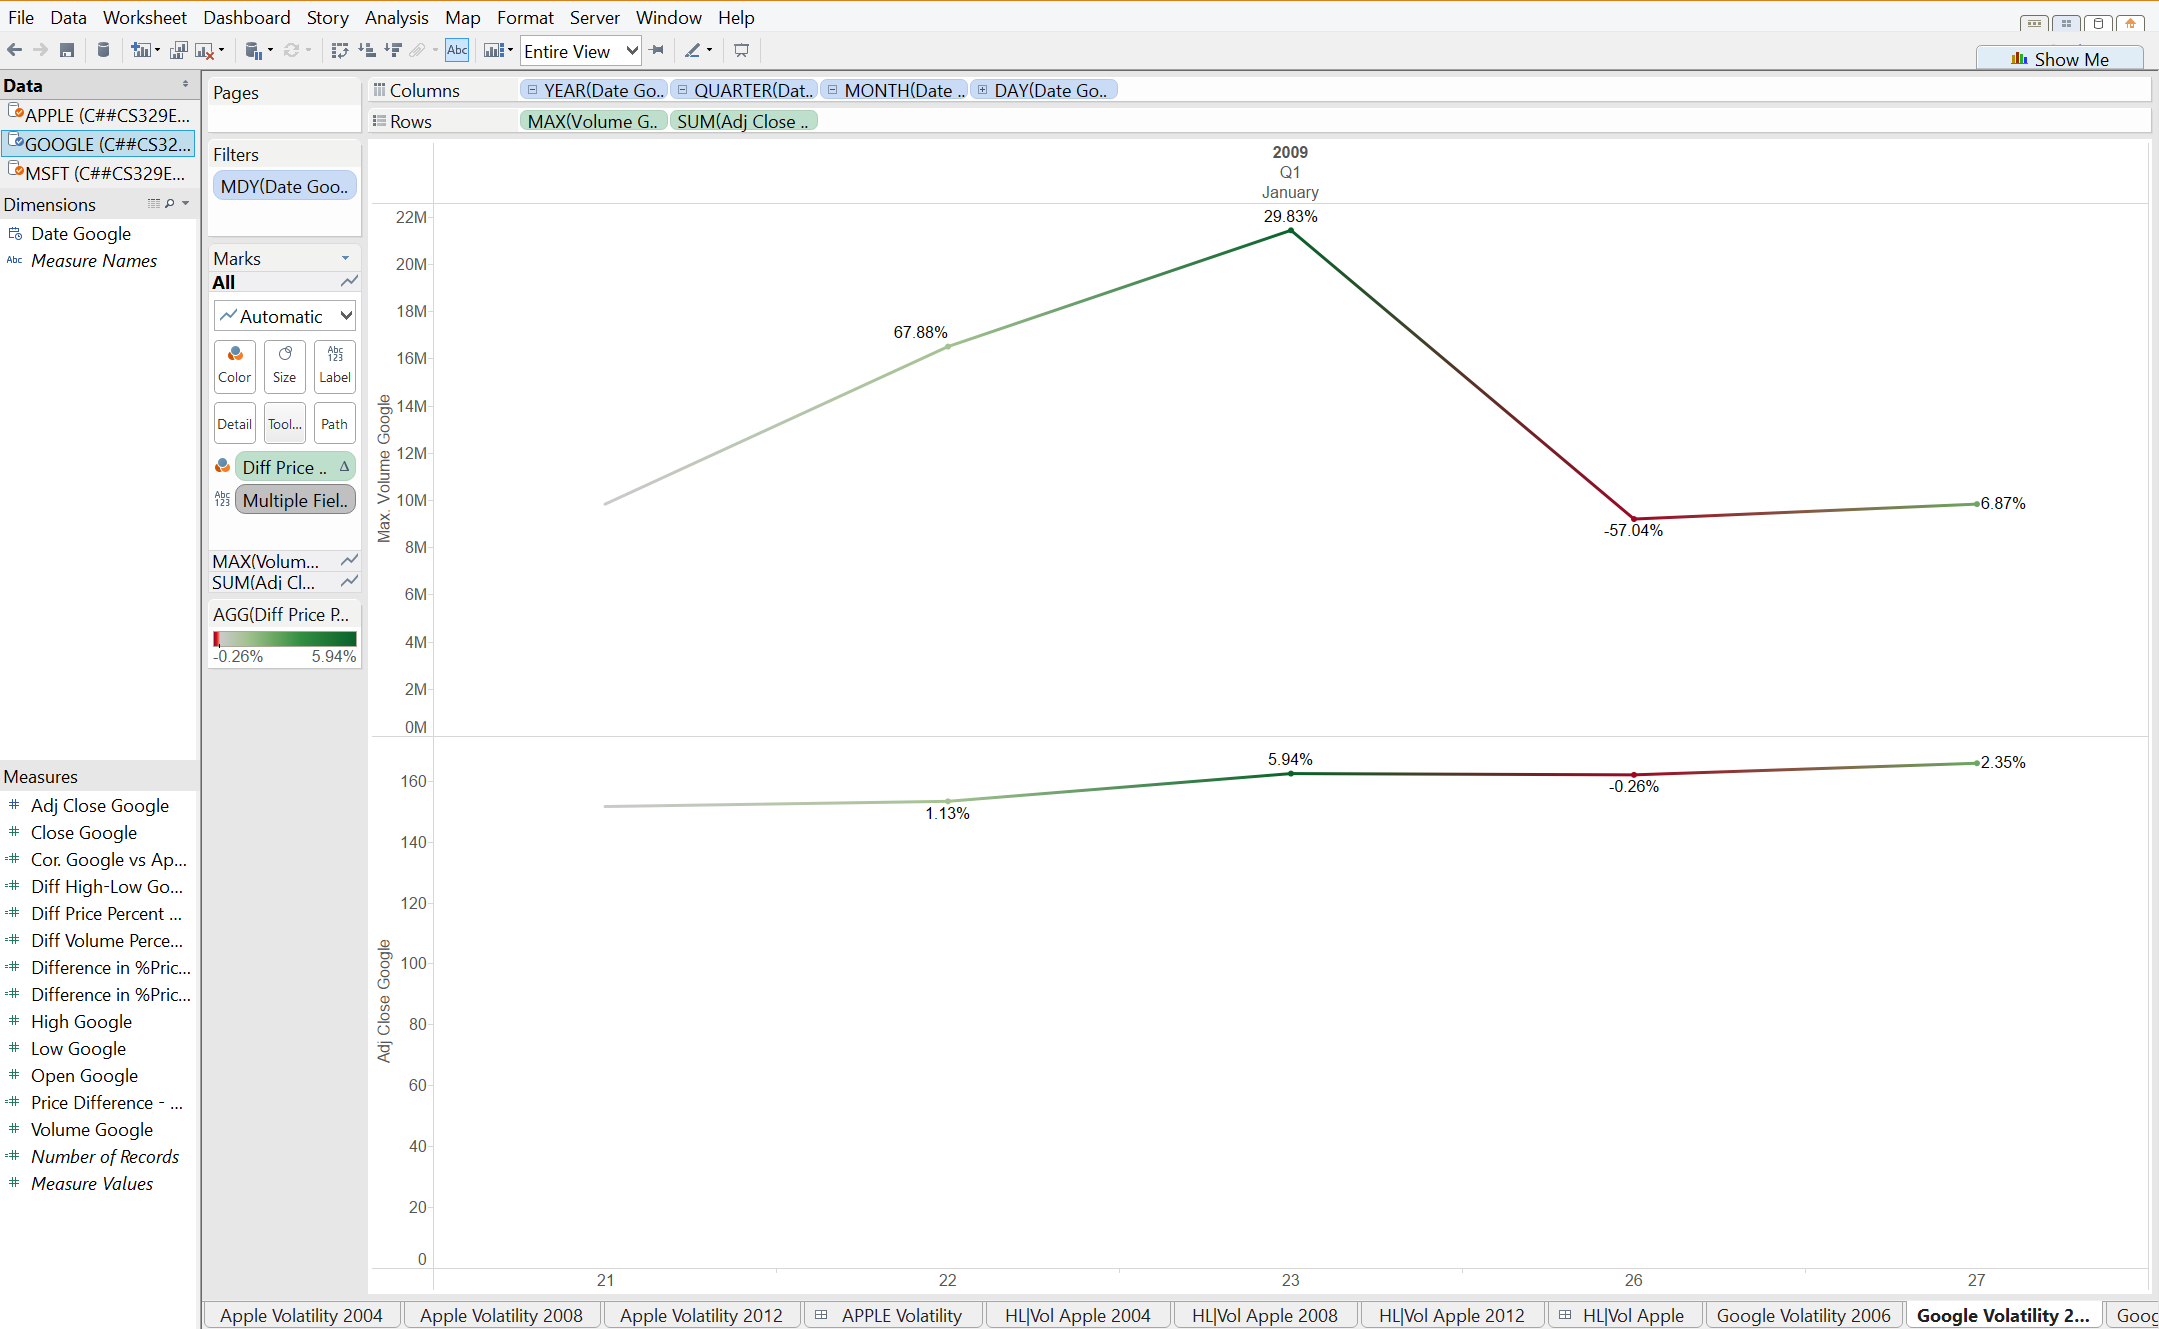 File Data Worksheet Dashboard Story Analysis Map Format Server Window Help
Abc Entire View Show Me
Data
APPLE (C##CS329E...
GOOGLE (C##CS32...
MSFT (C##CS329E...
Dimensions
Date Google
Abc Measure Names
Measures
Adj Close Google
Close Google
Cor. Google vs Ap...
Diff High-Low Go...
Diff Price Percent ...
Diff Volume Perce...
Difference in %Pric...
Difference in %Pric...
High Google
Low Google
Open Google
Price Difference - ...
Volume Google
Number of Records
Measure Values
Pages
Filters
MDY(Date Goo..
Marks
All
Automatic
Color Size Abc 123 Label
Detail Tool... Path
Diff Price .. Δ
Abc 123 Multiple Fiel..
MAX(Volum...
SUM(Adj Cl...
AGG(Diff Price P...
-0.26% 5.94%
Columns YEAR(Date Go.. QUARTER(Dat.. MONTH(Date .. DAY(Date Go..
Rows MAX(Volume G.. SUM(Adj Close ..
2009
Q1
January
Max. Volume Google
22M
20M
18M
16M
14M
12M
10M
8M
6M
4M
2M
0M
67.88%
29.83%
-57.04%
6.87%
Adj Close Google
160
140
120
100
80
60
40
20
0
1.13%
5.94%
-0.26%
2.35%
21 22 23 26 27
Apple Volatility 2004 Apple Volatility 2008 Apple Volatility 2012 APPLE Volatility HL|Vol Apple 2004 HL|Vol Apple 2008 HL|Vol Apple 2012 HL|Vol Apple Google Volatility 2006 Google Volatility 2... Goog